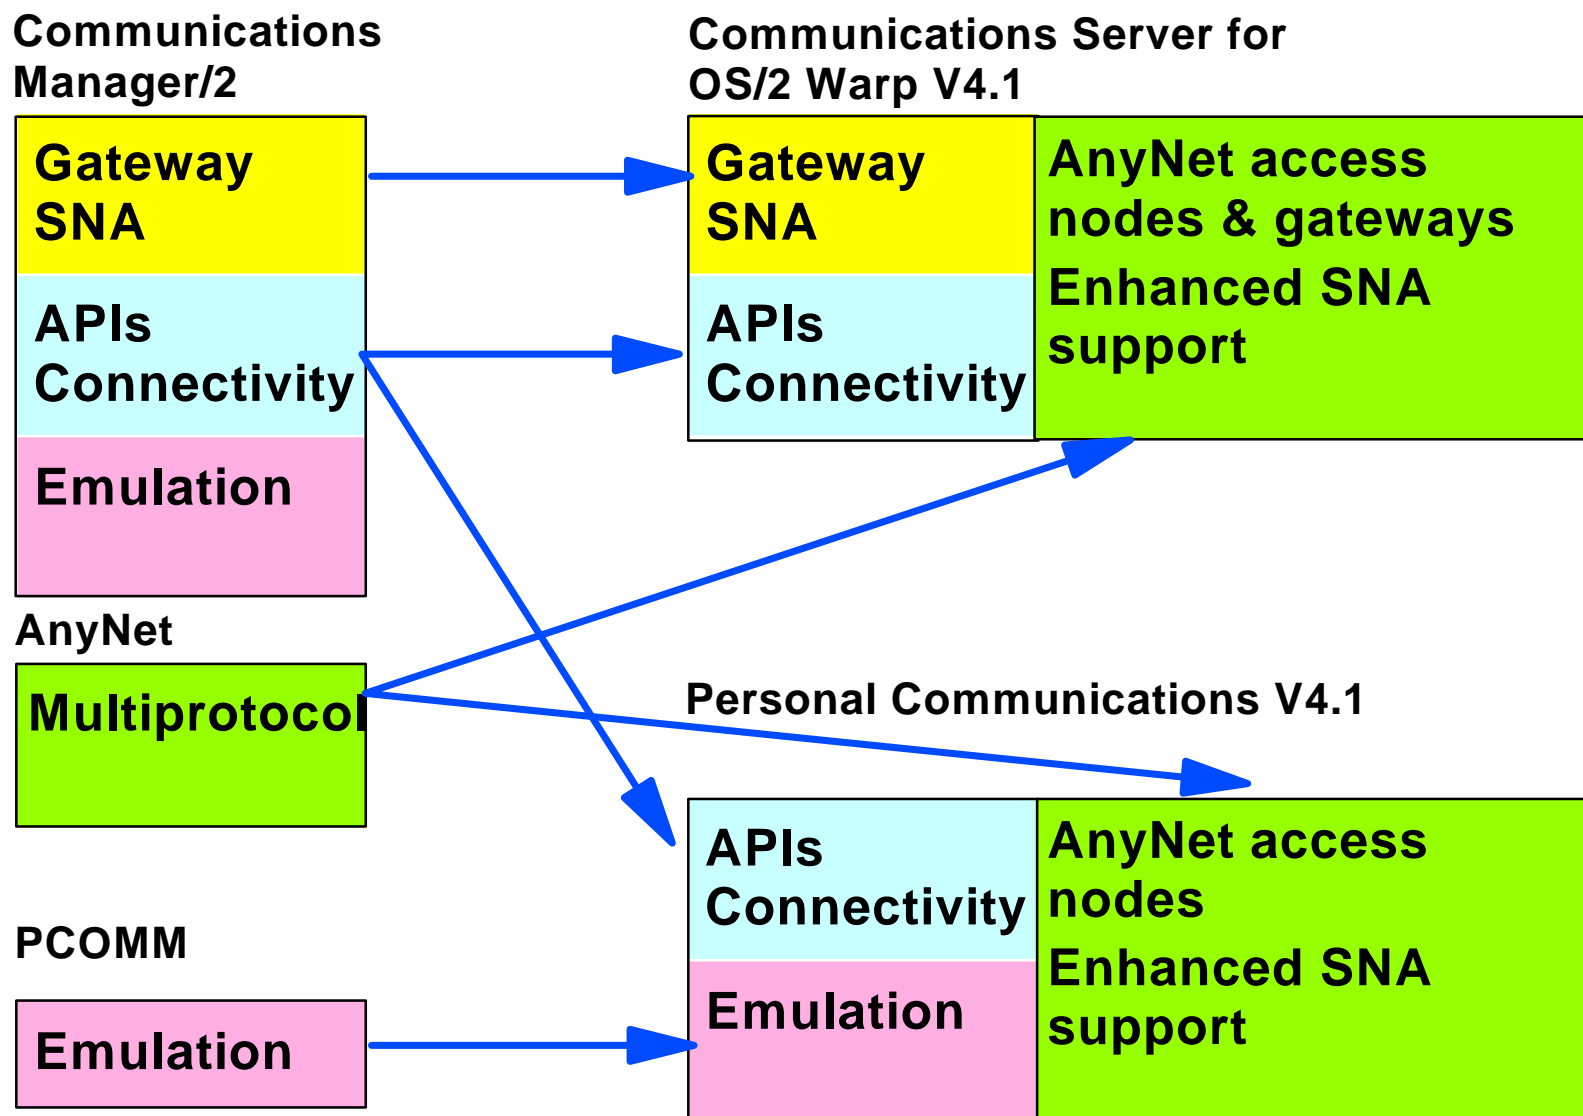 Communications
Manager/2
Gateway
SNA
APIs
Connectivity
Emulation
AnyNet
Multiprotocol
PCOMM
Emulation
Communications Server for
OS/2 Warp V4.1
Gateway
SNA
APIs
Connectivity
AnyNet access
nodes & gateways
Enhanced SNA
support
Personal Communications V4.1
APIs
Connectivity
Emulation
AnyNet access
nodes
Enhanced SNA
support